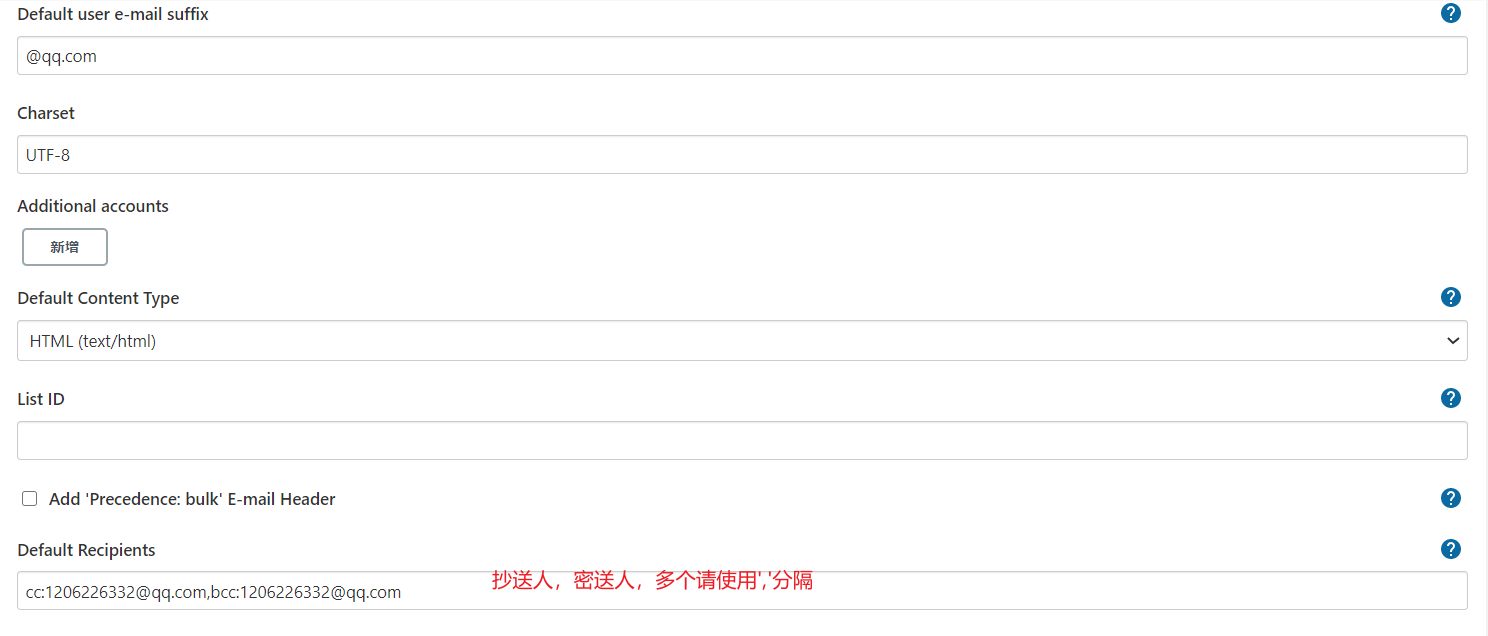 Default user e-mail suffix
@qq.com
Charset
UTF-8
Additional accounts
新增
Default Content Type
HTML (text/html)
List ID
Add 'Precedence: bulk' E-mail Header
Default Recipients
cc:1206226332@qq.com,bcc:1206226332@qq.com
抄送人，密送人，多个请使用','分隔